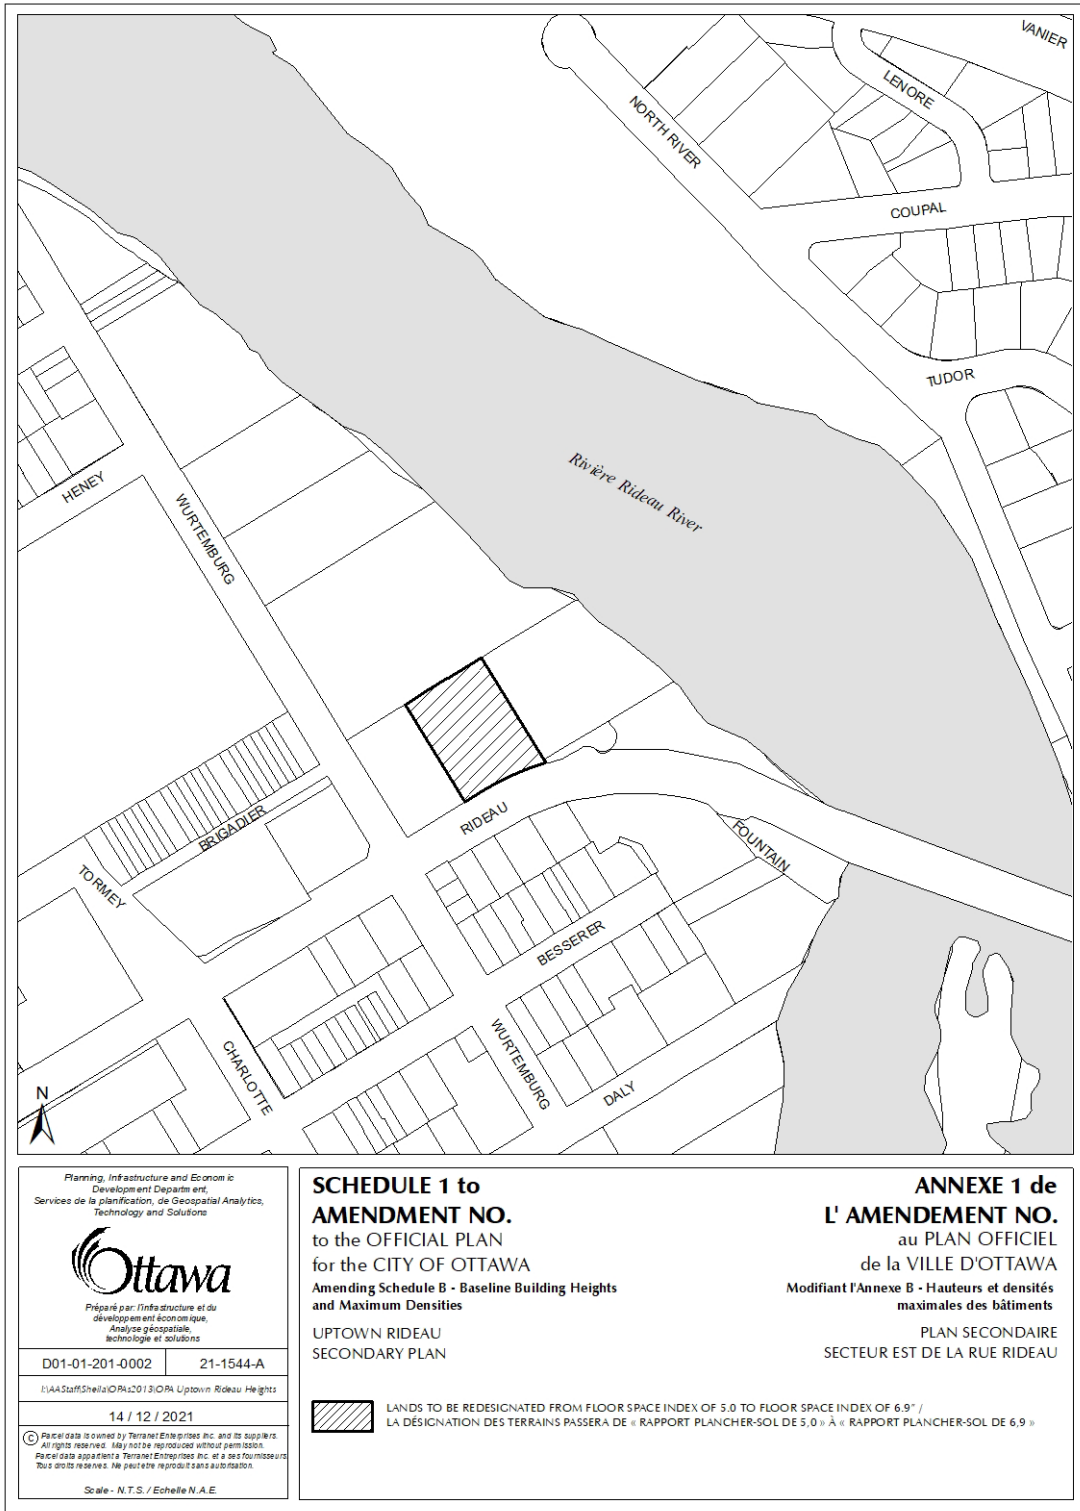 VANIER
LENORE
NORTH RIVER
COUPAL
TUDOR
Rivière Rideau River
HENEY
WURTEMBURG
RIDEAU
BRIGADIER
FOUNTAIN
TORMEY
BESSERER
WURTEMBURG
CHARLOTTE
DALY
N
Planning, Infrastructure and Economic
Development Department,
Services de la planification, de Geospatial Analytics,
Technology and Solutions
Ottawa
Préparé par: l'infrastructure et du
développement économique,
Analyse géospatiale,
technologie et solutions
D01-01-201-0002 21-1544-A
I:\AAStaff\Sheila\OPAs2013\OPA Uptown Rideau Heights
14 / 12 / 2021
© Parcel data is owned by Teranet Enterprises Inc. and its suppliers.
All rights reserved. May not be reproduced without permission.
Parcel data appartient a Teranet Entreprises Inc. et a ses fournisseurs.
Tous droits reserves. Ne peut etre reproduit sans autorisation.
Scale - N.T.S. / Echelle N.A.E.
SCHEDULE 1 to
AMENDMENT NO.
to the OFFICIAL PLAN
for the CITY OF OTTAWA
Amending Schedule B - Baseline Building Heights
and Maximum Densities
UPTOWN RIDEAU
SECONDARY PLAN
ANNEXE 1 de
L' AMENDEMENT NO.
au PLAN OFFICIEL
de la VILLE D'OTTAWA
Modifiant l'Annexe B - Hauteurs et densités
maximales des bâtiments
PLAN SECONDAIRE
SECTEUR EST DE LA RUE RIDEAU
LANDS TO BE REDESIGNATED FROM FLOOR SPACE INDEX OF 5.0 TO FLOOR SPACE INDEX OF 6.9" /
LA DÉSIGNATION DES TERRAINS PASSERA DE « RAPPORT PLANCHER-SOL DE 5,0 » À « RAPPORT PLANCHER-SOL DE 6,9 »